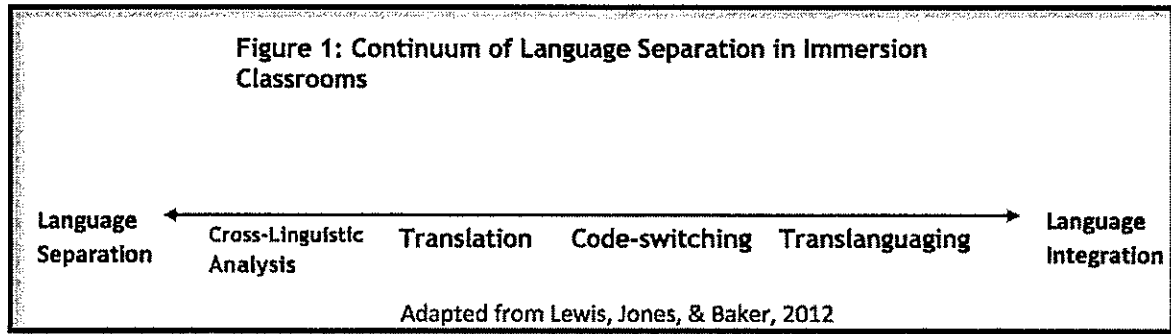 Figure 1: Continuum of Language Separation in Immersion
Classrooms
Language
Separation
Cross-Linguistic
Analysis
Translation
Code-switching
Translanguaging
Language
Integration
Adapted from Lewis, Jones, & Baker, 2012